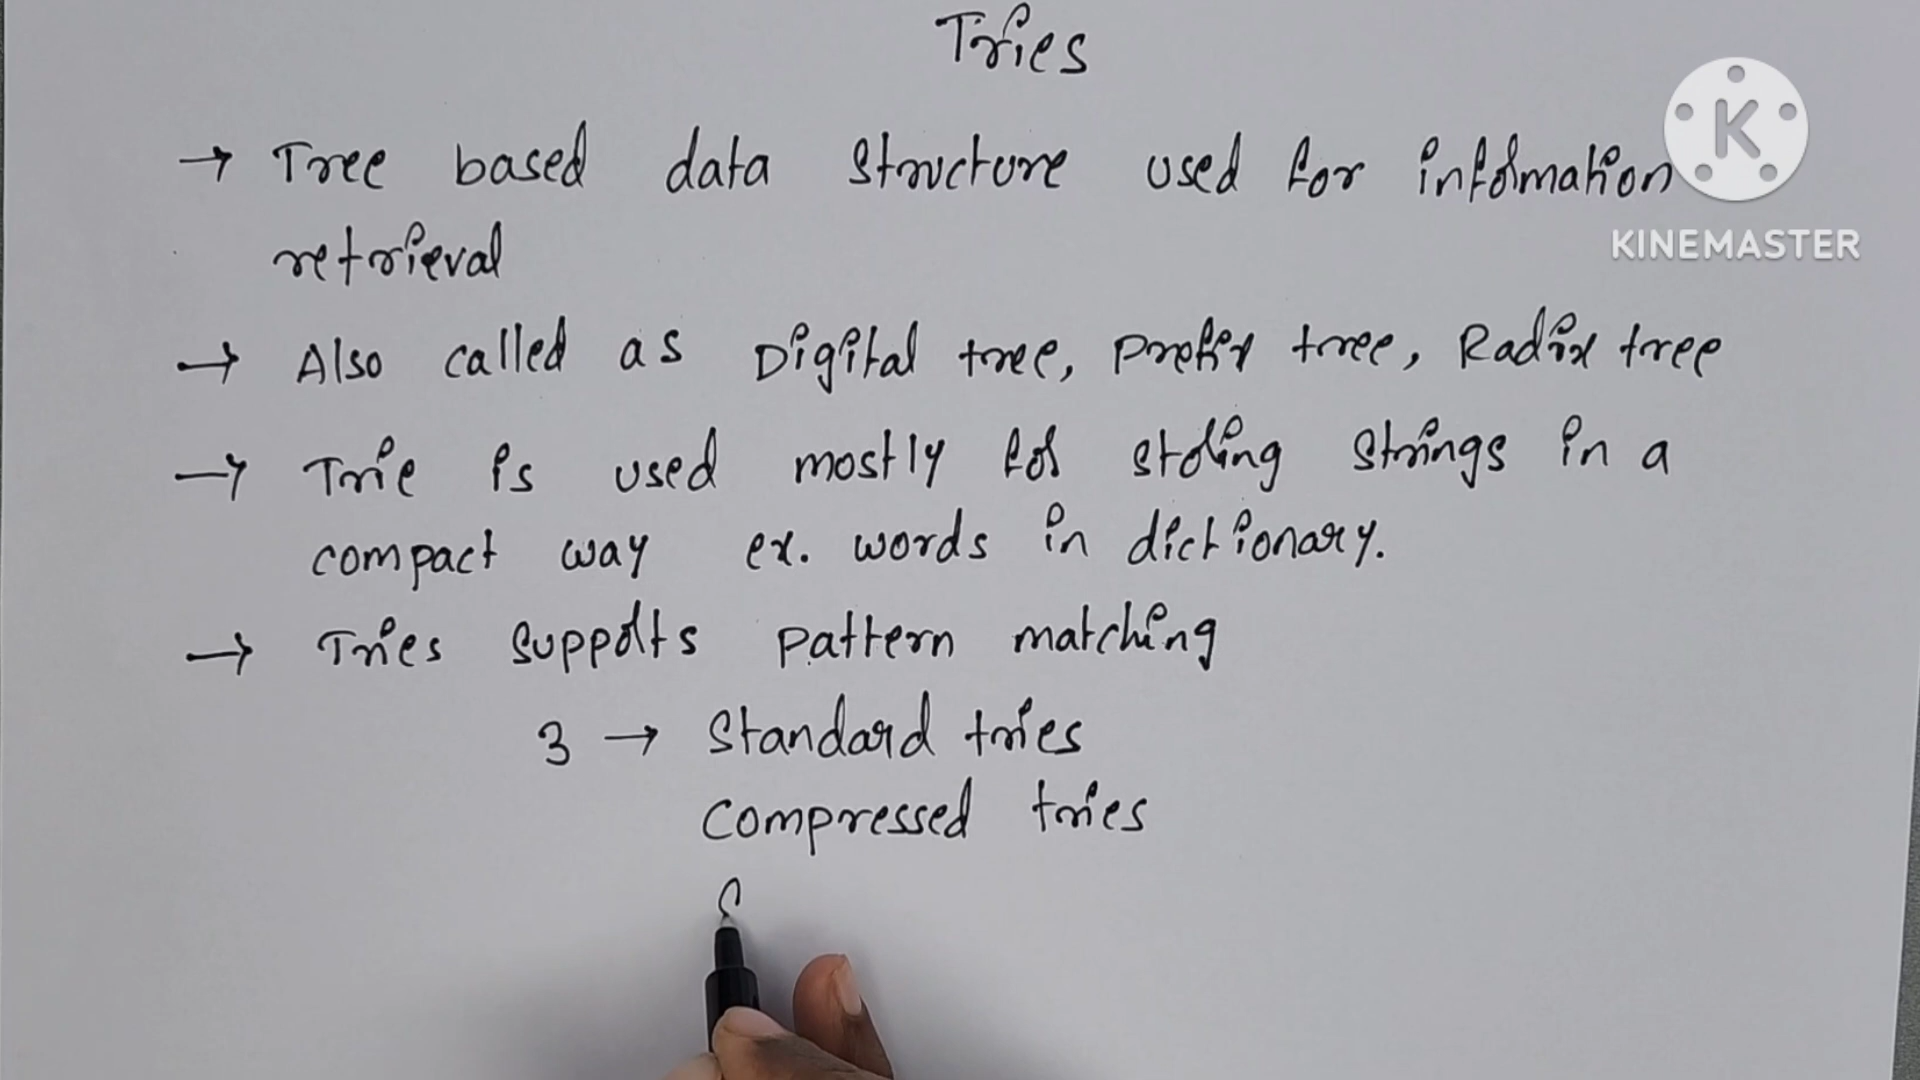 Tries
→ Tree based data structure used for information
retrieval
→ Also called as Digital tree, Prefix tree, Radix tree
→ Trie is used mostly for storing strings in a
compact way ex. words in dictionary.
→ Tries supports pattern matching
3 → Standard tries
compressed tries
K
KINEMASTER